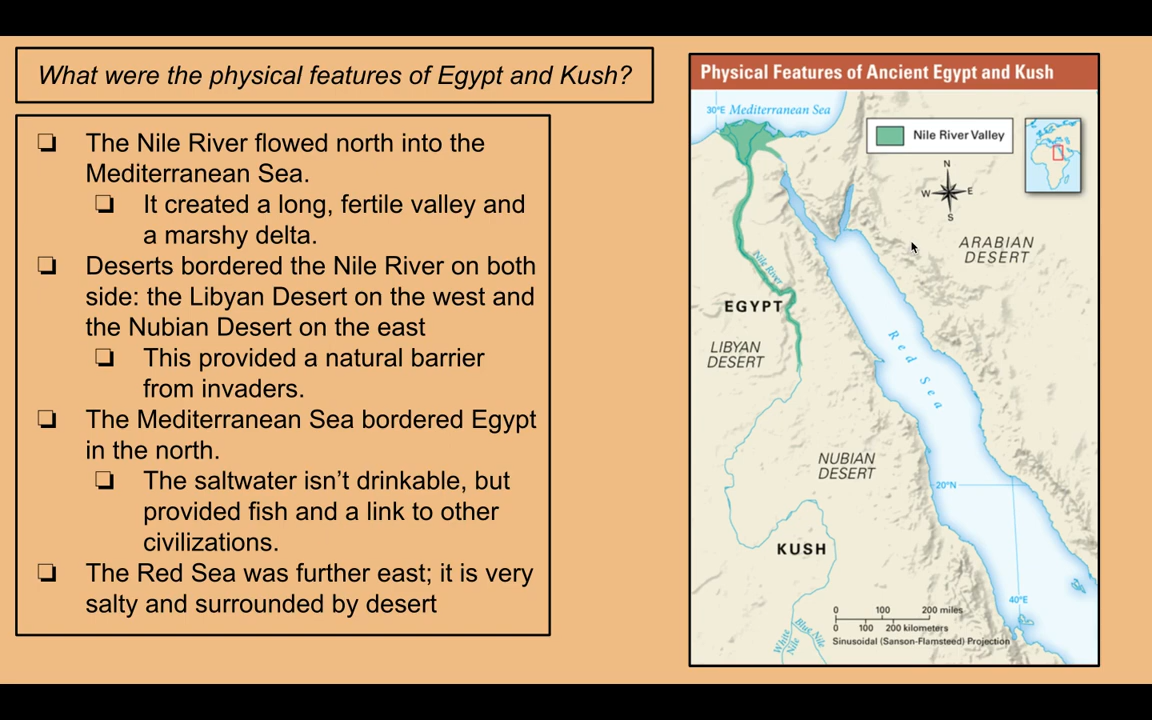 What were the physical features of Egypt and Kush?
❏ The Nile River flowed north into the
Mediterranean Sea.
❏ It created a long, fertile valley and
a marshy delta.
❏ Deserts bordered the Nile River on both
side: the Libyan Desert on the west and
the Nubian Desert on the east
❏ This provided a natural barrier
from invaders.
❏ The Mediterranean Sea bordered Egypt
in the north.
❏ The saltwater isn’t drinkable, but
provided fish and a link to other
civilizations.
❏ The Red Sea was further east; it is very
salty and surrounded by desert
Physical Features of Ancient Egypt and Kush
30°E Mediterranean Sea
Nile River Valley
N
W E
S
ARABIAN
DESERT
Nile River
EGYPT
LIBYAN
DESERT
Red Sea
NUBIAN
DESERT
20°N
KUSH
40°E
0 100 200 miles
0 100 200 kilometers
Sinusoidal (Sanson-Flamsteed) Projection
White
Nile
Blue Nile